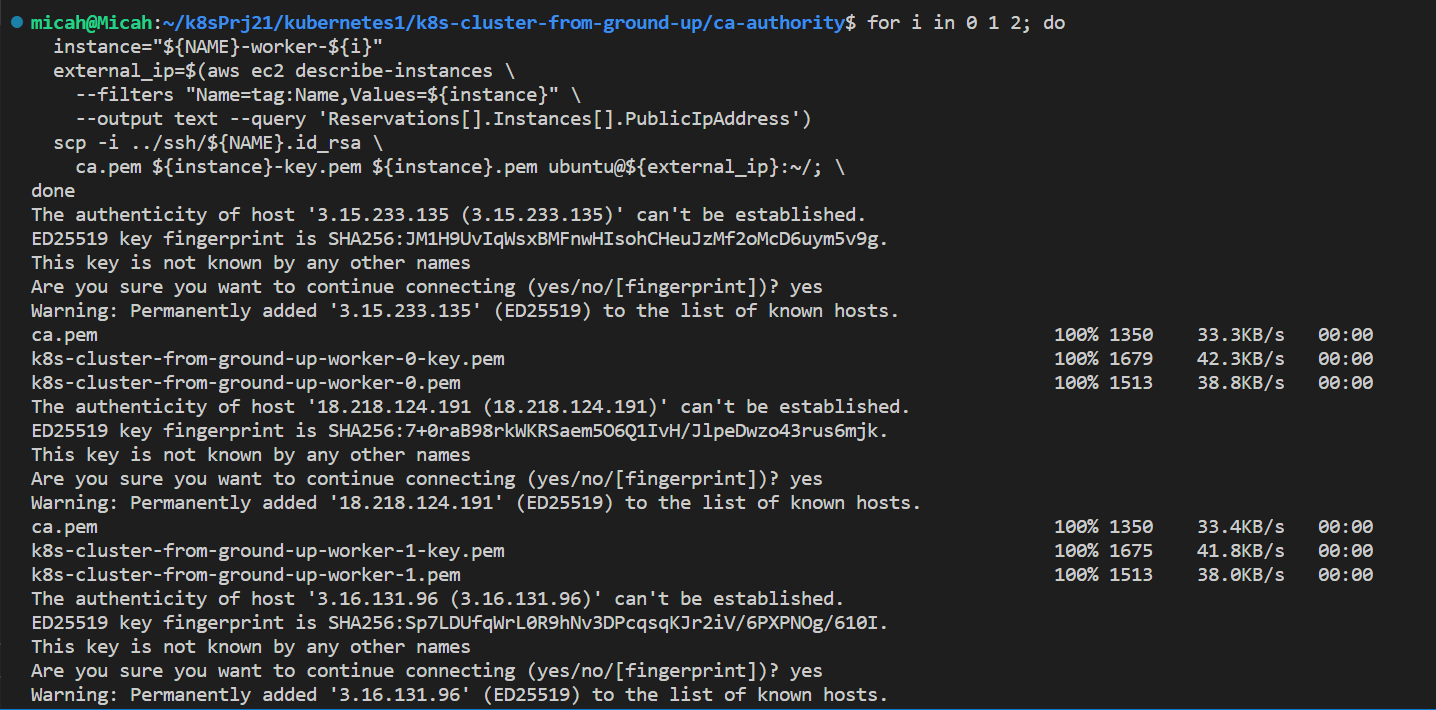 micah@Micah:~/k8sPrj21/kubernetes1/k8s-cluster-from-ground-up/ca-authority$ for i in 0 1 2; do
  instance="${NAME}-worker-${i}"
  external_ip=$(aws ec2 describe-instances \
    --filters "Name=tag:Name,Values=${instance}" \
    --output text --query 'Reservations[].Instances[].PublicIpAddress')
  scp -i ../ssh/${NAME}.id_rsa \
    ca.pem ${instance}-key.pem ${instance}.pem ubuntu@${external_ip}:~/; \
done
The authenticity of host '3.15.233.135 (3.15.233.135)' can't be established.
ED25519 key fingerprint is SHA256:JM1H9UvIqWsxBMFnwHIsohCHeuJzMf2oMcD6uym5v9g.
This key is not known by any other names
Are you sure you want to continue connecting (yes/no/[fingerprint])? yes
Warning: Permanently added '3.15.233.135' (ED25519) to the list of known hosts.
ca.pem 100% 1350 33.3KB/s 00:00
k8s-cluster-from-ground-up-worker-0-key.pem 100% 1679 42.3KB/s 00:00
k8s-cluster-from-ground-up-worker-0.pem 100% 1513 38.8KB/s 00:00
The authenticity of host '18.218.124.191 (18.218.124.191)' can't be established.
ED25519 key fingerprint is SHA256:7+0raB98rkWKRSaem5O6Q1IvH/JlpeDwzo43rus6mjk.
This key is not known by any other names
Are you sure you want to continue connecting (yes/no/[fingerprint])? yes
Warning: Permanently added '18.218.124.191' (ED25519) to the list of known hosts.
ca.pem 100% 1350 33.4KB/s 00:00
k8s-cluster-from-ground-up-worker-1-key.pem 100% 1675 41.8KB/s 00:00
k8s-cluster-from-ground-up-worker-1.pem 100% 1513 38.0KB/s 00:00
The authenticity of host '3.16.131.96 (3.16.131.96)' can't be established.
ED25519 key fingerprint is SHA256:Sp7LDUfqWrL0R9hNv3DPcqsqKJr2iV/6PXPNOg/610I.
This key is not known by any other names
Are you sure you want to continue connecting (yes/no/[fingerprint])? yes
Warning: Permanently added '3.16.131.96' (ED25519) to the list of known hosts.